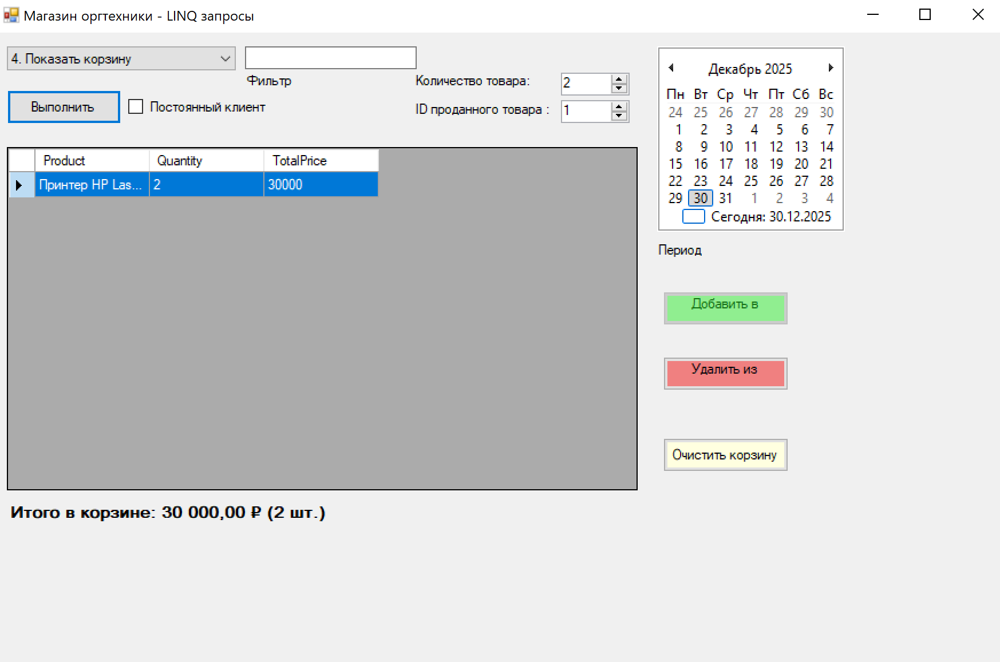 Магазин оргтехники - LINQ запросы
4. Показать корзину
Фильтр
Количество товара:
2
Выполнить
Постоянный клиент
ID проданного товара :
1
Product Quantity TotalPrice
Принтер HP Las... 2 30000
Итого в корзине: 30 000,00 ₽ (2 шт.)
Декабрь 2025
Пн Вт Ср Чт Пт Сб Вс
24 25 26 27 28 29 30
1 2 3 4 5 6 7
8 9 10 11 12 13 14
15 16 17 18 19 20 21
22 23 24 25 26 27 28
29 30 31 1 2 3 4
Сегодня: 30.12.2025
Период
Добавить в
Удалить из
Очистить корзину